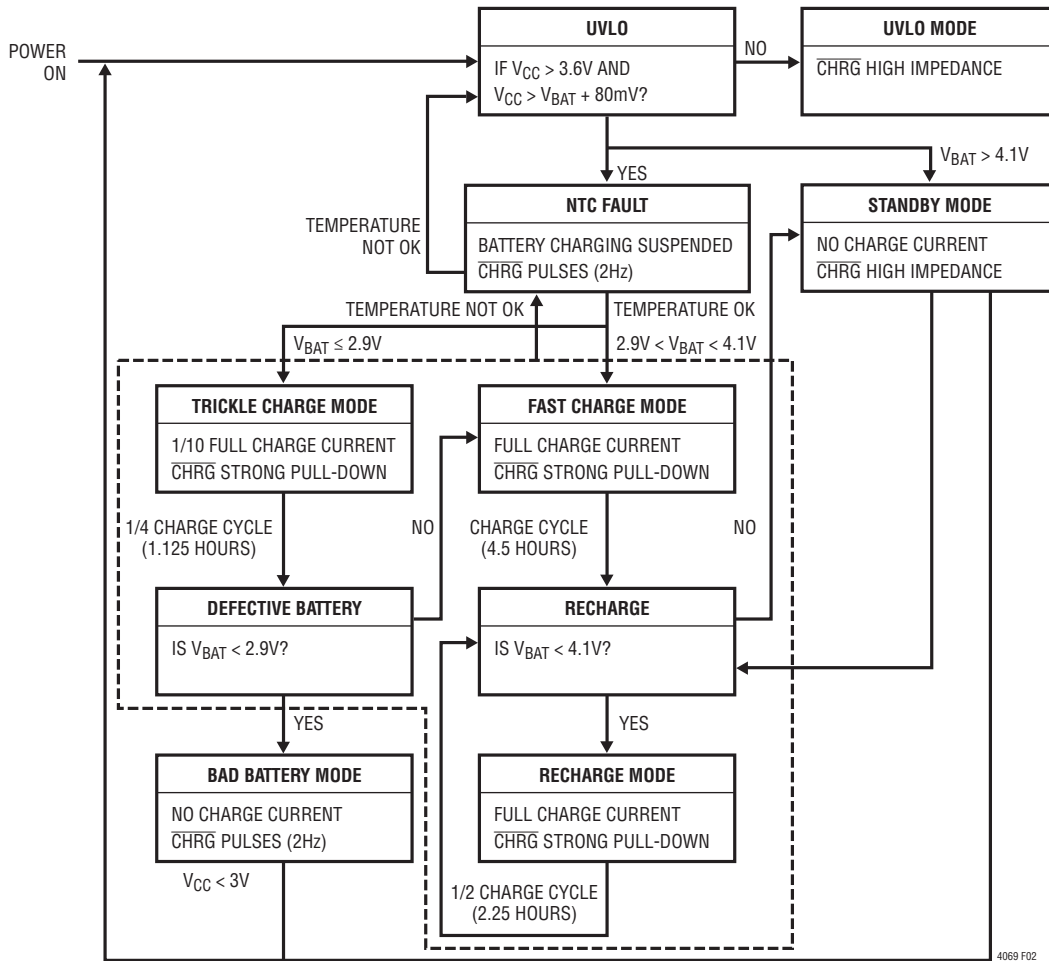 POWER
ON
UVLO
IF VCC > 3.6V AND
VCC > VBAT + 80mV?
NO
UVLO MODE
CHRG HIGH IMPEDANCE
YES
VBAT > 4.1V
NTC FAULT
BATTERY CHARGING SUSPENDED
CHRG PULSES (2Hz)
STANDBY MODE
NO CHARGE CURRENT
CHRG HIGH IMPEDANCE
TEMPERATURE
NOT OK
TEMPERATURE NOT OK
TEMPERATURE OK
VBAT ≤ 2.9V
2.9V < VBAT < 4.1V
TRICKLE CHARGE MODE
1/10 FULL CHARGE CURRENT
CHRG STRONG PULL-DOWN
FAST CHARGE MODE
FULL CHARGE CURRENT
CHRG STRONG PULL-DOWN
1/4 CHARGE CYCLE
(1.125 HOURS)
NO
CHARGE CYCLE
(4.5 HOURS)
NO
DEFECTIVE BATTERY
IS VBAT < 2.9V?
RECHARGE
IS VBAT < 4.1V?
YES
YES
BAD BATTERY MODE
NO CHARGE CURRENT
CHRG PULSES (2Hz)
RECHARGE MODE
FULL CHARGE CURRENT
CHRG STRONG PULL-DOWN
VCC < 3V
1/2 CHARGE CYCLE
(2.25 HOURS)
4069 F02